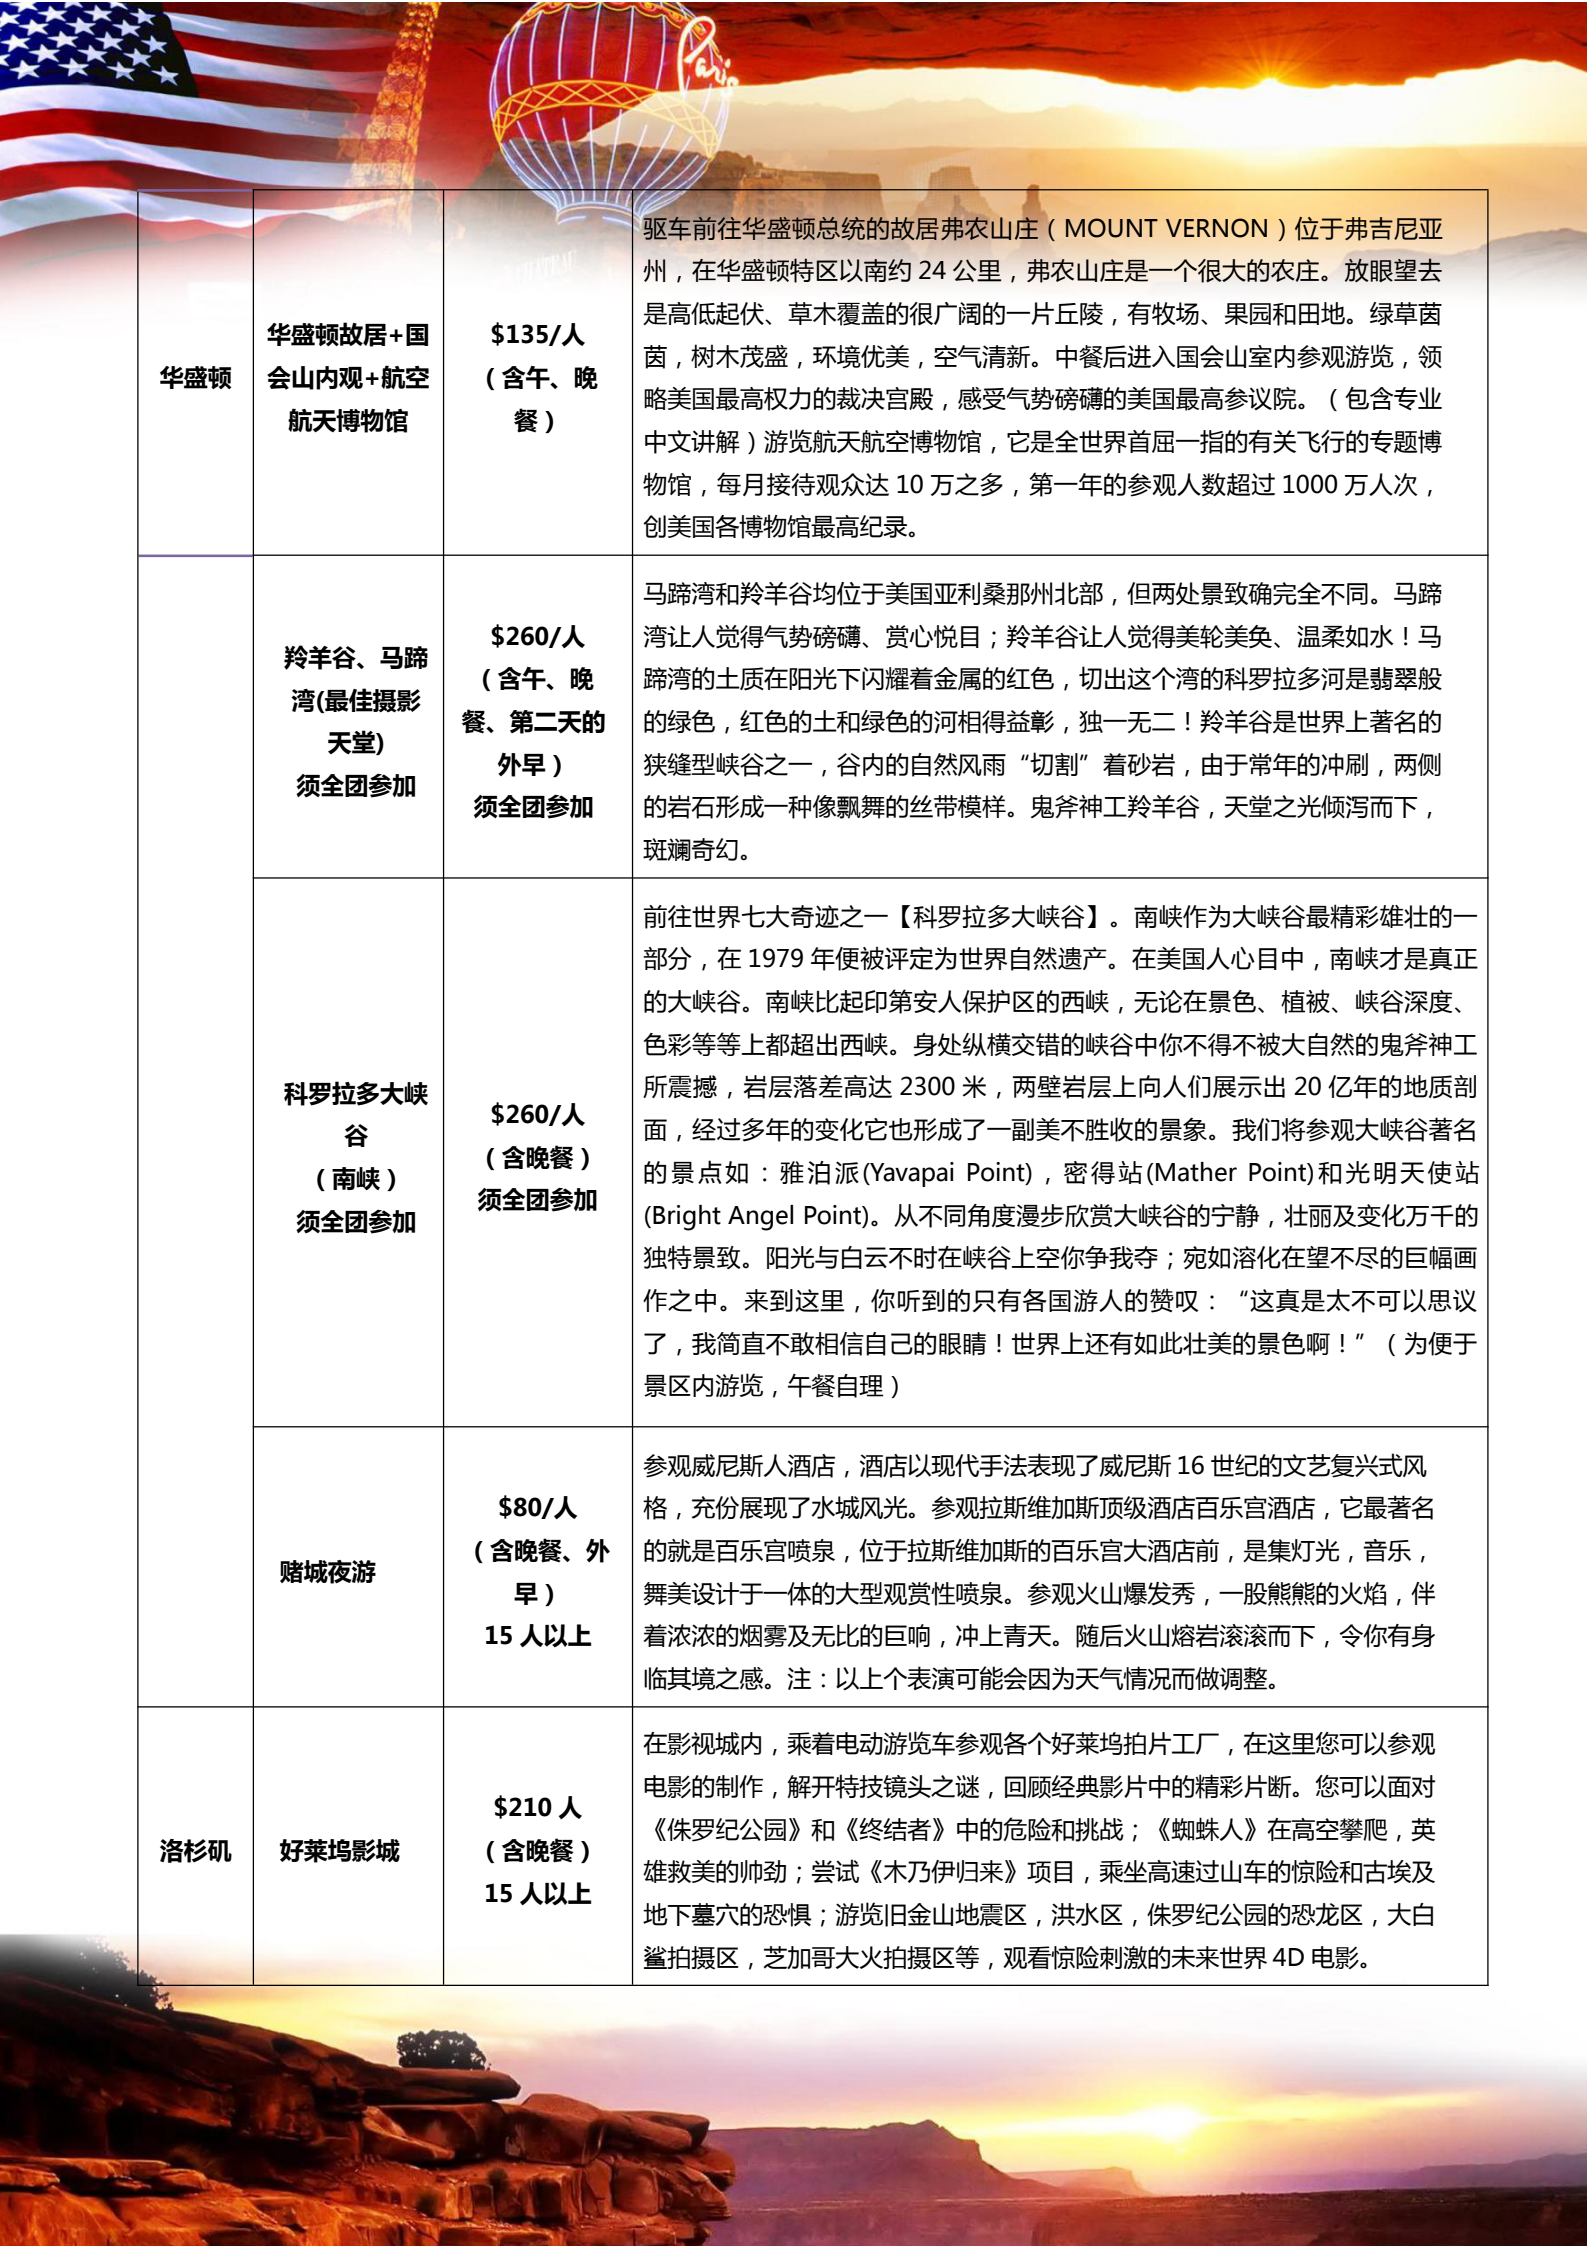 Paris
华盛顿
华盛顿故居+国
会山内观+航空
航天博物馆
$135/人
（含午、晚
餐）
驱车前往华盛顿总统的故居弗农山庄（MOUNT VERNON）位于弗吉尼亚
州，在华盛顿特区以南约 24 公里，弗农山庄是一个很大的农庄。放眼望去
是高低起伏、草木覆盖的很广阔的一片丘陵，有牧场、果园和田地。绿草茵
茵，树木茂盛，环境优美，空气清新。中餐后进入国会山室内参观游览，领
略美国最高权力的裁决宫殿，感受气势磅礴的美国最高参议院。（包含专业
中文讲解）游览航天航空博物馆，它是全世界首屈一指的有关飞行的专题博
物馆，每月接待观众达 10 万之多，第一年的参观人数超过 1000 万人次，
创美国各博物馆最高纪录。
羚羊谷、马蹄
湾(最佳摄影
天堂)
须全团参加
$260/人
（含午、晚
餐、第二天的
外早）
须全团参加
马蹄湾和羚羊谷均位于美国亚利桑那州北部，但两处景致确完全不同。马蹄
湾让人觉得气势磅礴、赏心悦目；羚羊谷让人觉得美轮美奂、温柔如水！马
蹄湾的土质在阳光下闪耀着金属的红色，切出这个湾的科罗拉多河是翡翠般
的绿色，红色的土和绿色的河相得益彰，独一无二！羚羊谷是世界上著名的
狭缝型峡谷之一，谷内的自然风雨“切割”着砂岩，由于常年的冲刷，两侧
的岩石形成一种像飘舞的丝带模样。鬼斧神工羚羊谷，天堂之光倾泻而下，
斑斓奇幻。
科罗拉多大峡
谷
（南峡）
须全团参加
$260/人
（含晚餐）
须全团参加
前往世界七大奇迹之一【科罗拉多大峡谷】。南峡作为大峡谷最精彩雄壮的一
部分，在 1979 年便被评定为世界自然遗产。在美国人心目中，南峡才是真正
的大峡谷。南峡比起印第安人保护区的西峡，无论在景色、植被、峡谷深度、
色彩等等上都超出西峡。身处纵横交错的峡谷中你不得不被大自然的鬼斧神工
所震撼，岩层落差高达 2300 米，两壁岩层上向人们展示出 20 亿年的地质剖
面，经过多年的变化它也形成了一副美不胜收的景象。我们将参观大峡谷著名
的景点如：雅泊派(Yavapai Point)，密得站(Mather Point)和光明天使站
(Bright Angel Point)。从不同角度漫步欣赏大峡谷的宁静，壮丽及变化万千的
独特景致。阳光与白云不时在峡谷上空你争我夺；宛如溶化在望不尽的巨幅画
作之中。来到这里，你听到的只有各国游人的赞叹：“这真是太不可以思议
了，我简直不敢相信自己的眼睛！世界上还有如此壮美的景色啊！”（为便于
景区内游览，午餐自理）
赌城夜游
$80/人
（含晚餐、外
早）
15 人以上
参观威尼斯人酒店，酒店以现代手法表现了威尼斯 16 世纪的文艺复兴式风
格，充份展现了水城风光。参观拉斯维加斯顶级酒店百乐宫酒店，它最著名
的就是百乐宫喷泉，位于拉斯维加斯的百乐宫大酒店前，是集灯光，音乐，
舞美设计于一体的大型观赏性喷泉。参观火山爆发秀，一股熊熊的火焰，伴
着浓浓的烟雾及无比的巨响，冲上青天。随后火山熔岩滚滚而下，令你有身
临其境之感。注：以上个表演可能会因为天气情况而做调整。
洛杉矶
好莱坞影城
$210 人
（含晚餐）
15 人以上
在影视城内，乘着电动游览车参观各个好莱坞拍片工厂，在这里您可以参观
电影的制作，解开特技镜头之谜，回顾经典影片中的精彩片断。您可以面对
《侏罗纪公园》和《终结者》中的危险和挑战；《蜘蛛人》在高空攀爬，英
雄救美的帅劲；尝试《木乃伊归来》项目，乘坐高速过山车的惊险和古埃及
地下墓穴的恐惧；游览旧金山地震区，洪水区，侏罗纪公园的恐龙区，大白
鲨拍摄区，芝加哥大火拍摄区等，观看惊险刺激的未来世界 4D 电影。